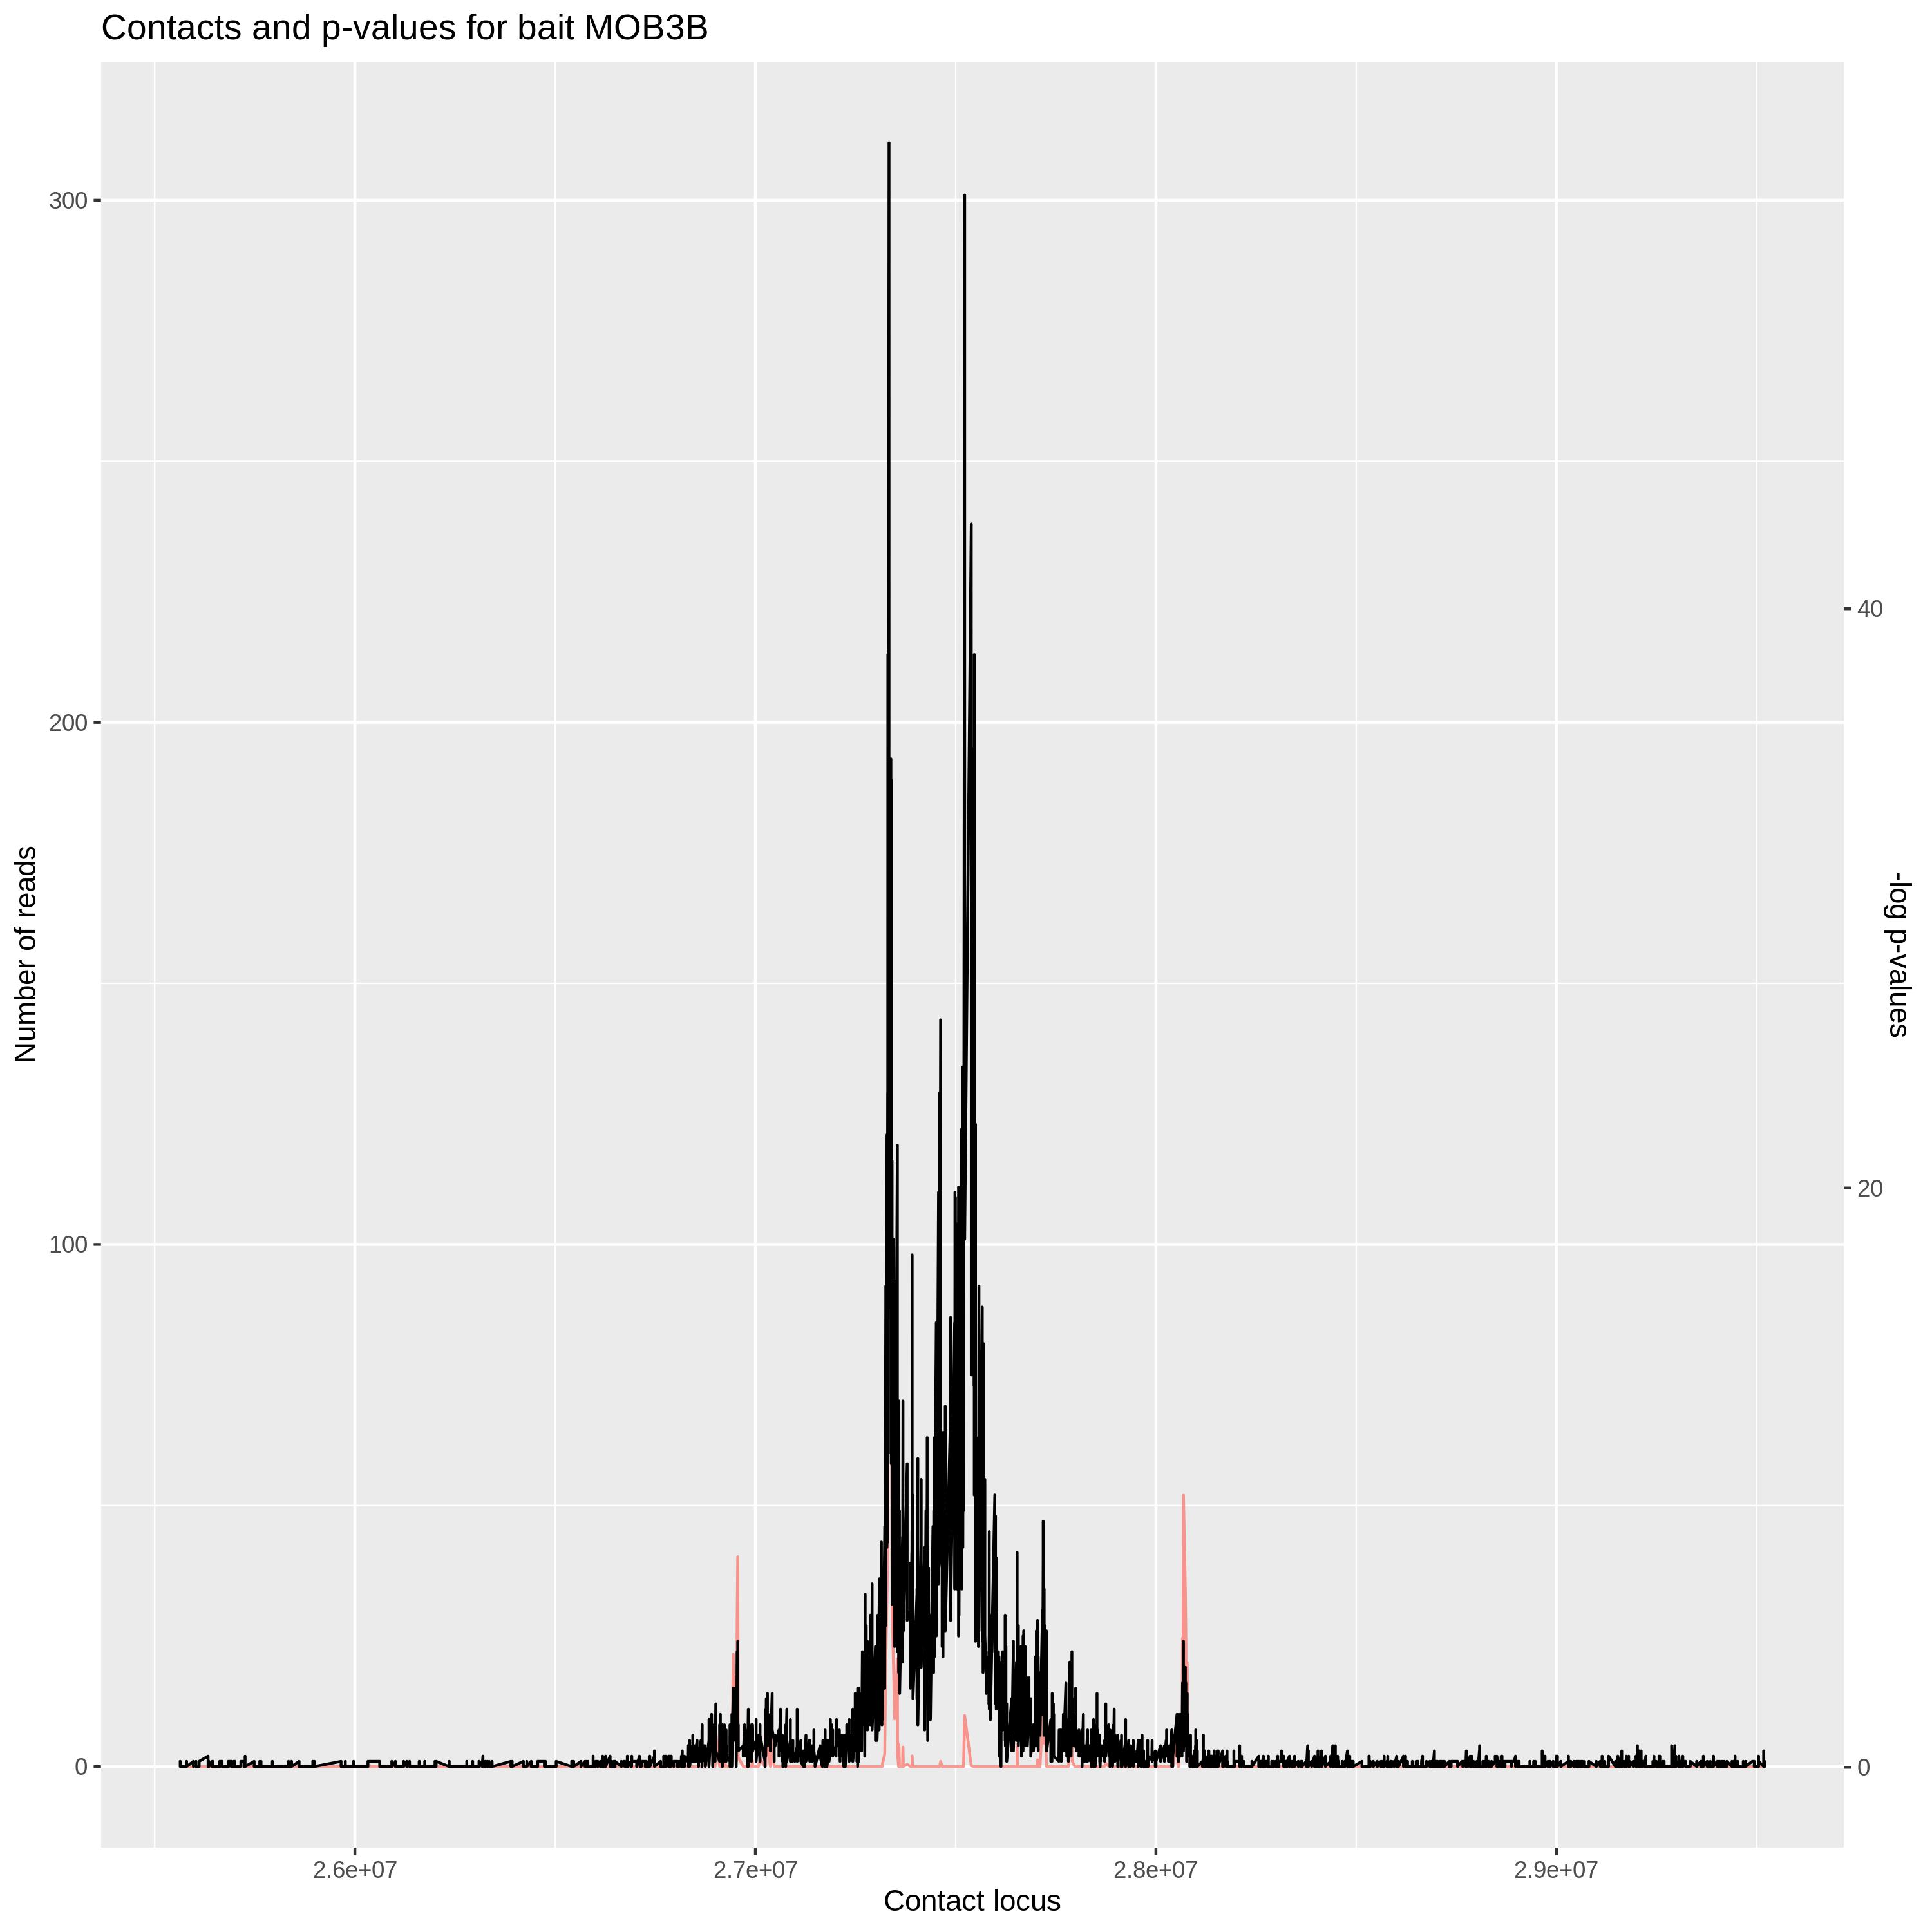 Contacts and p-values for bait MOB3B
300
200
100
0
40
20
0
2.6e+07
2.7e+07
2.8e+07
2.9e+07
Contact locus
Number of reads
-log p-values